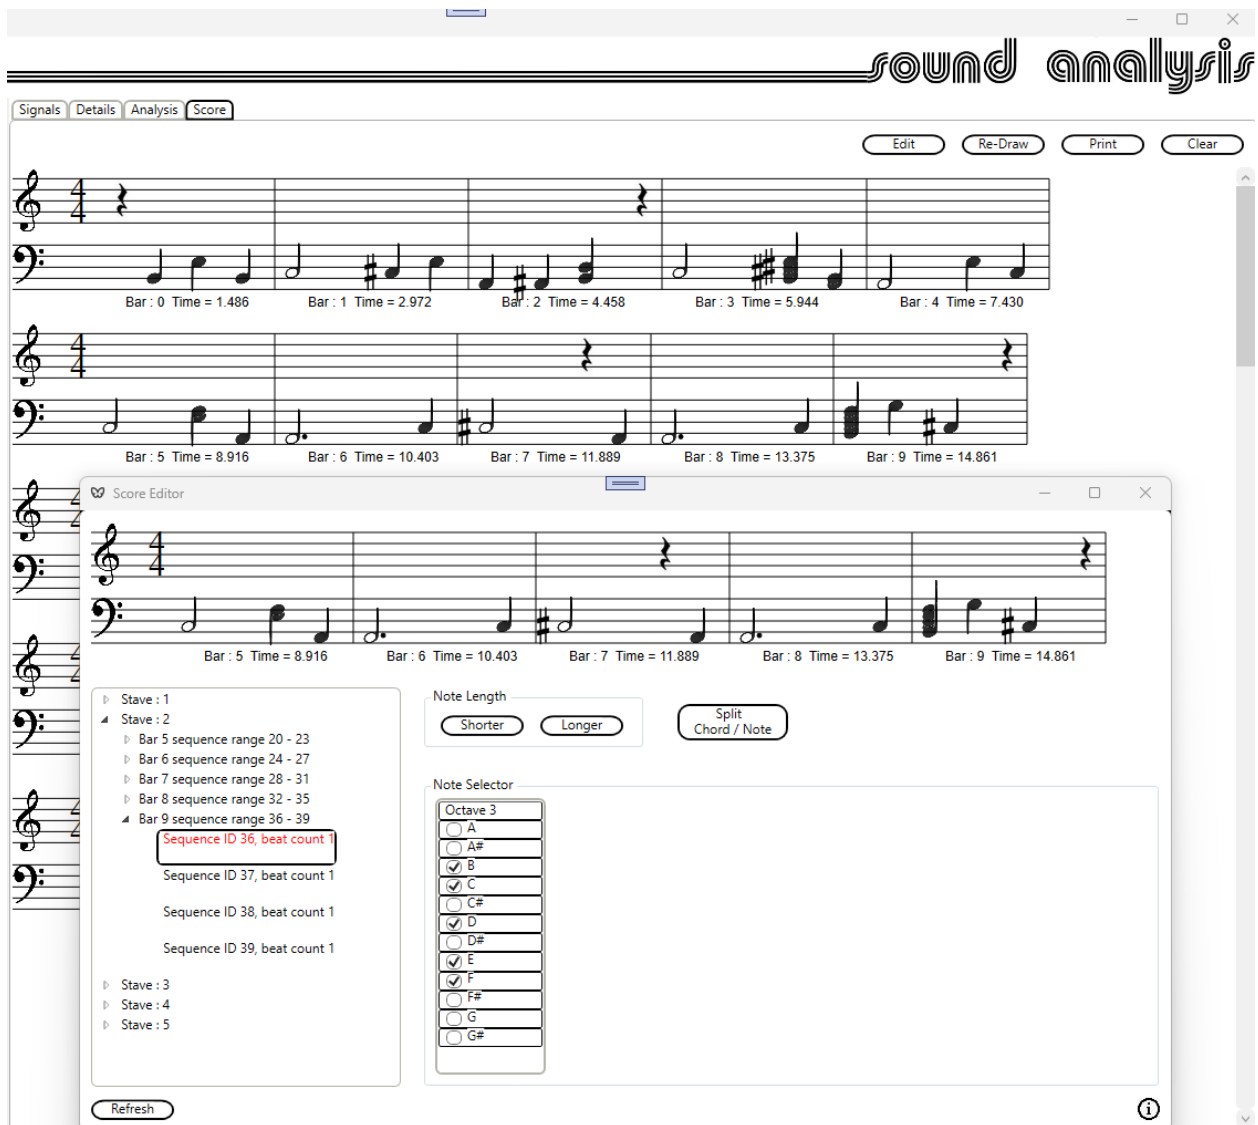 sound analysis
Signals Details Analysis Score
Edit Re-Draw Print Clear
4
4
Bar : 0 Time = 1.486 Bar : 1 Time = 2.972 Bar : 2 Time = 4.458 Bar : 3 Time = 5.944 Bar : 4 Time = 7.430
4
4
Bar : 5 Time = 8.916 Bar : 6 Time = 10.403 Bar : 7 Time = 11.889 Bar : 8 Time = 13.375 Bar : 9 Time = 14.861
Score Editor
4
4
Bar : 5 Time = 8.916 Bar : 6 Time = 10.403 Bar : 7 Time = 11.889 Bar : 8 Time = 13.375 Bar : 9 Time = 14.861
Stave : 1
Stave : 2
Bar 5 sequence range 20 - 23
Bar 6 sequence range 24 - 27
Bar 7 sequence range 28 - 31
Bar 8 sequence range 32 - 35
Bar 9 sequence range 36 - 39
Sequence ID 36, beat count 1
Sequence ID 37, beat count 1
Sequence ID 38, beat count 1
Sequence ID 39, beat count 1
Stave : 3
Stave : 4
Stave : 5
Note Length
Shorter Longer
Split
Chord / Note
Note Selector
Octave 3
A
A#
B
C
C#
D
D#
E
F
F#
G
G#
Refresh